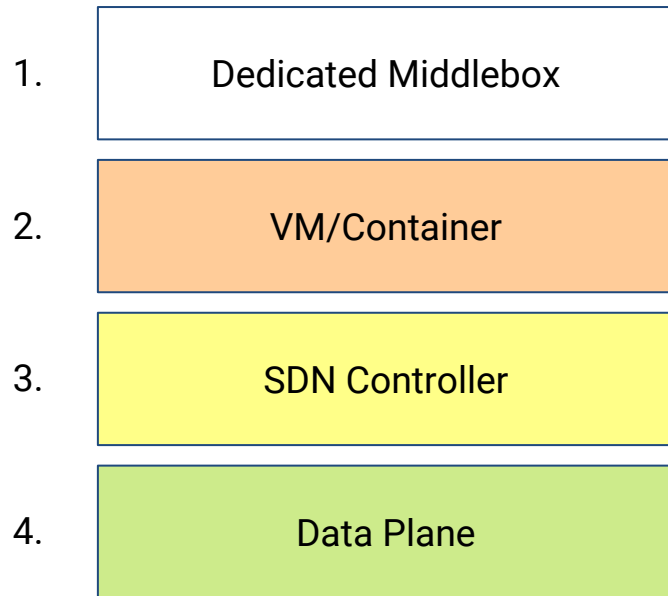 1. Dedicated Middlebox
2. VM/Container
3. SDN Controller
4. Data Plane